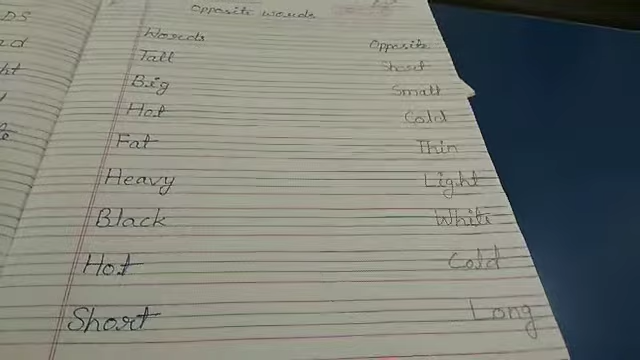 Opposite words
Words Opposite
Tall Short
Big Small
Hot Cold
Fat Thin
Heavy Light
Black White
Hot Cold
Short Long